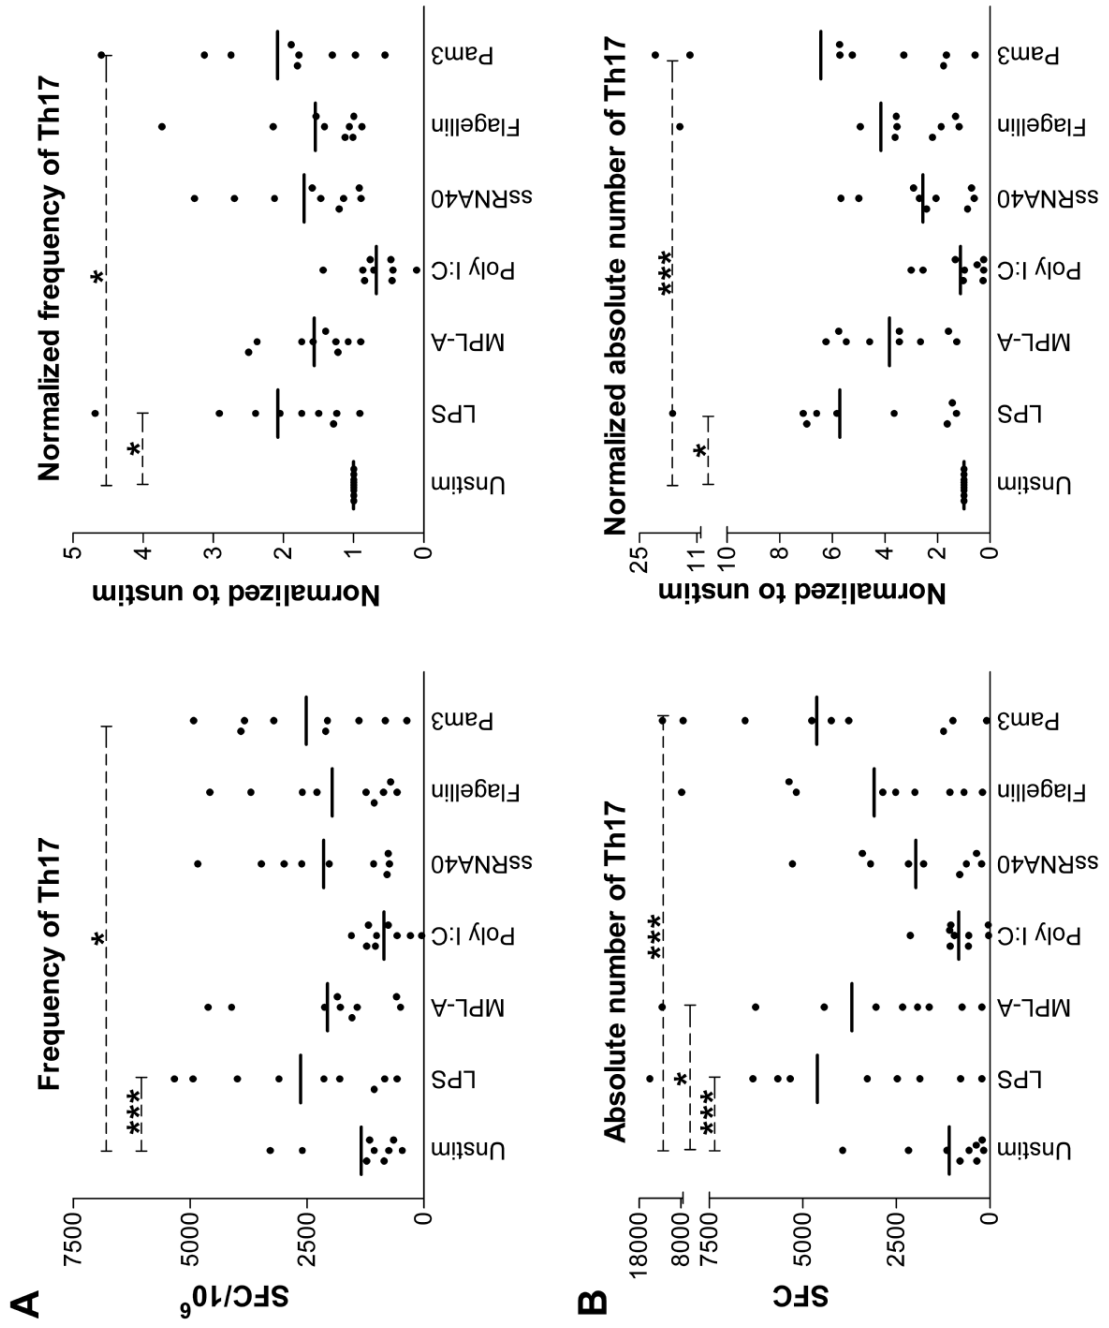 A
Frequency of Th17
SFC/10⁶
7500
5000
2500
0
***
*
Unstim
LPS
MPL-A
Poly I:C
ssRNA40
Flagellin
Pam3
Normalized frequency of Th17
Normalized to unstim
5
4
3
2
1
0
*
*
Unstim
LPS
MPL-A
Poly I:C
ssRNA40
Flagellin
Pam3
B
Absolute number of Th17
SFC
18000
8000
7500
5000
2500
0
***
*
***
Unstim
LPS
MPL-A
Poly I:C
ssRNA40
Flagellin
Pam3
Normalized absolute number of Th17
Normalized to unstim
25
11
10
8
6
4
2
0
*
***
Unstim
LPS
MPL-A
Poly I:C
ssRNA40
Flagellin
Pam3